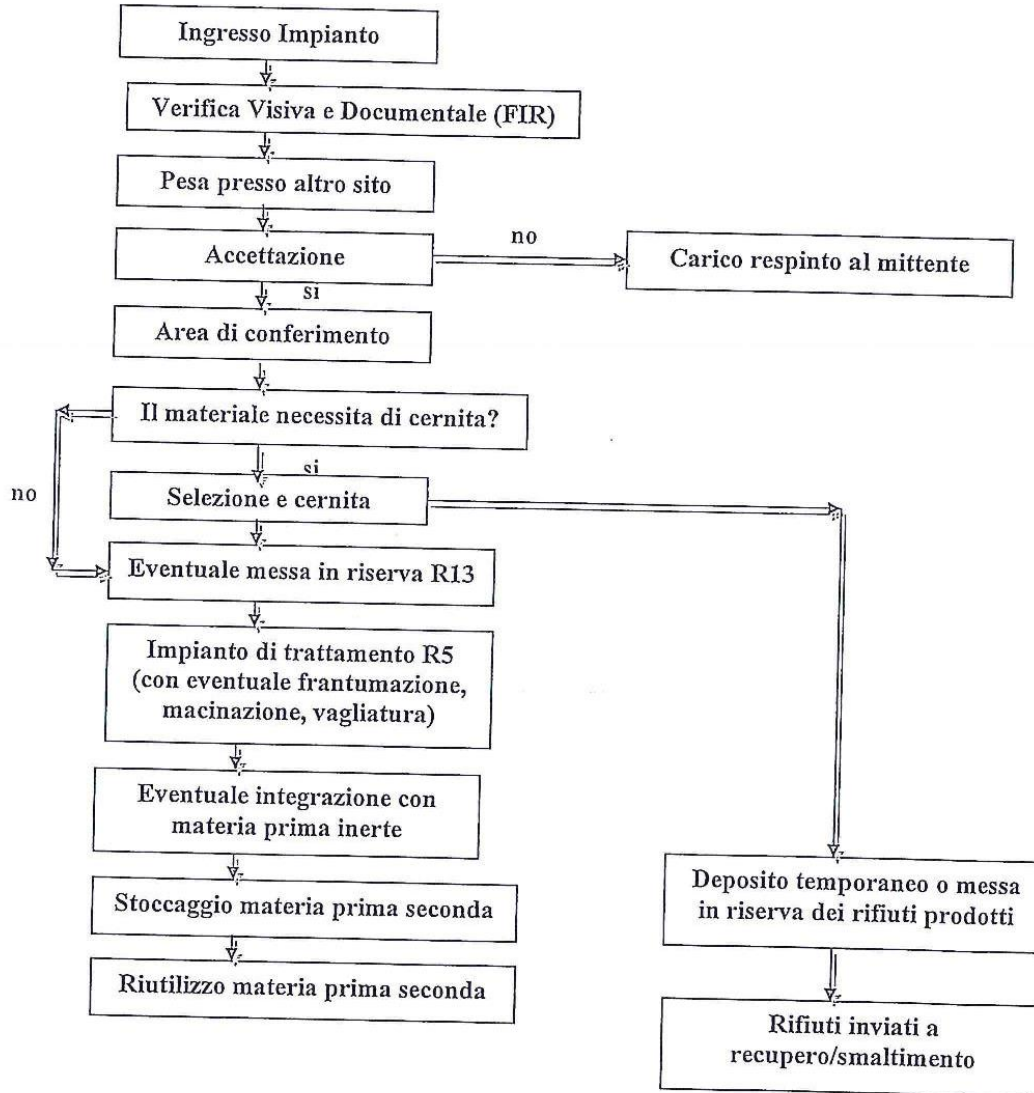 Ingresso Impianto
Verifica Visiva e Documentale (FIR)
Pesa presso altro sito
Accettazione
no
Carico respinto al mittente
si
Area di conferimento
Il materiale necessita di cernita?
no
si
Selezione e cernita
Eventuale messa in riserva R13
Impianto di trattamento R5
(con eventuale frantumazione,
macinazione, vagliatura)
Eventuale integrazione con
materia prima inerte
Stoccaggio materia prima seconda
Riutilizzo materia prima seconda
Deposito temporaneo o messa
in riserva dei rifiuti prodotti
Rifiuti inviati a
recupero/smaltimento